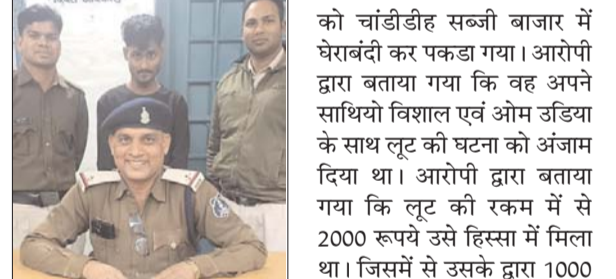 को चांडीडीह सब्जी बाजार में
घेराबंदी कर पकडा गया। आरोपी
द्वारा बताया गया कि वह अपने
साथियो विशाल एवं ओम उडिया
के साथ लूट की घटना को अंजाम
दिया था। आरोपी द्वारा बताया
गया कि लूट की रकम में से
2000 रूपये उसे हिस्सा में मिला
था। जिसमें से उसके द्वारा 1000